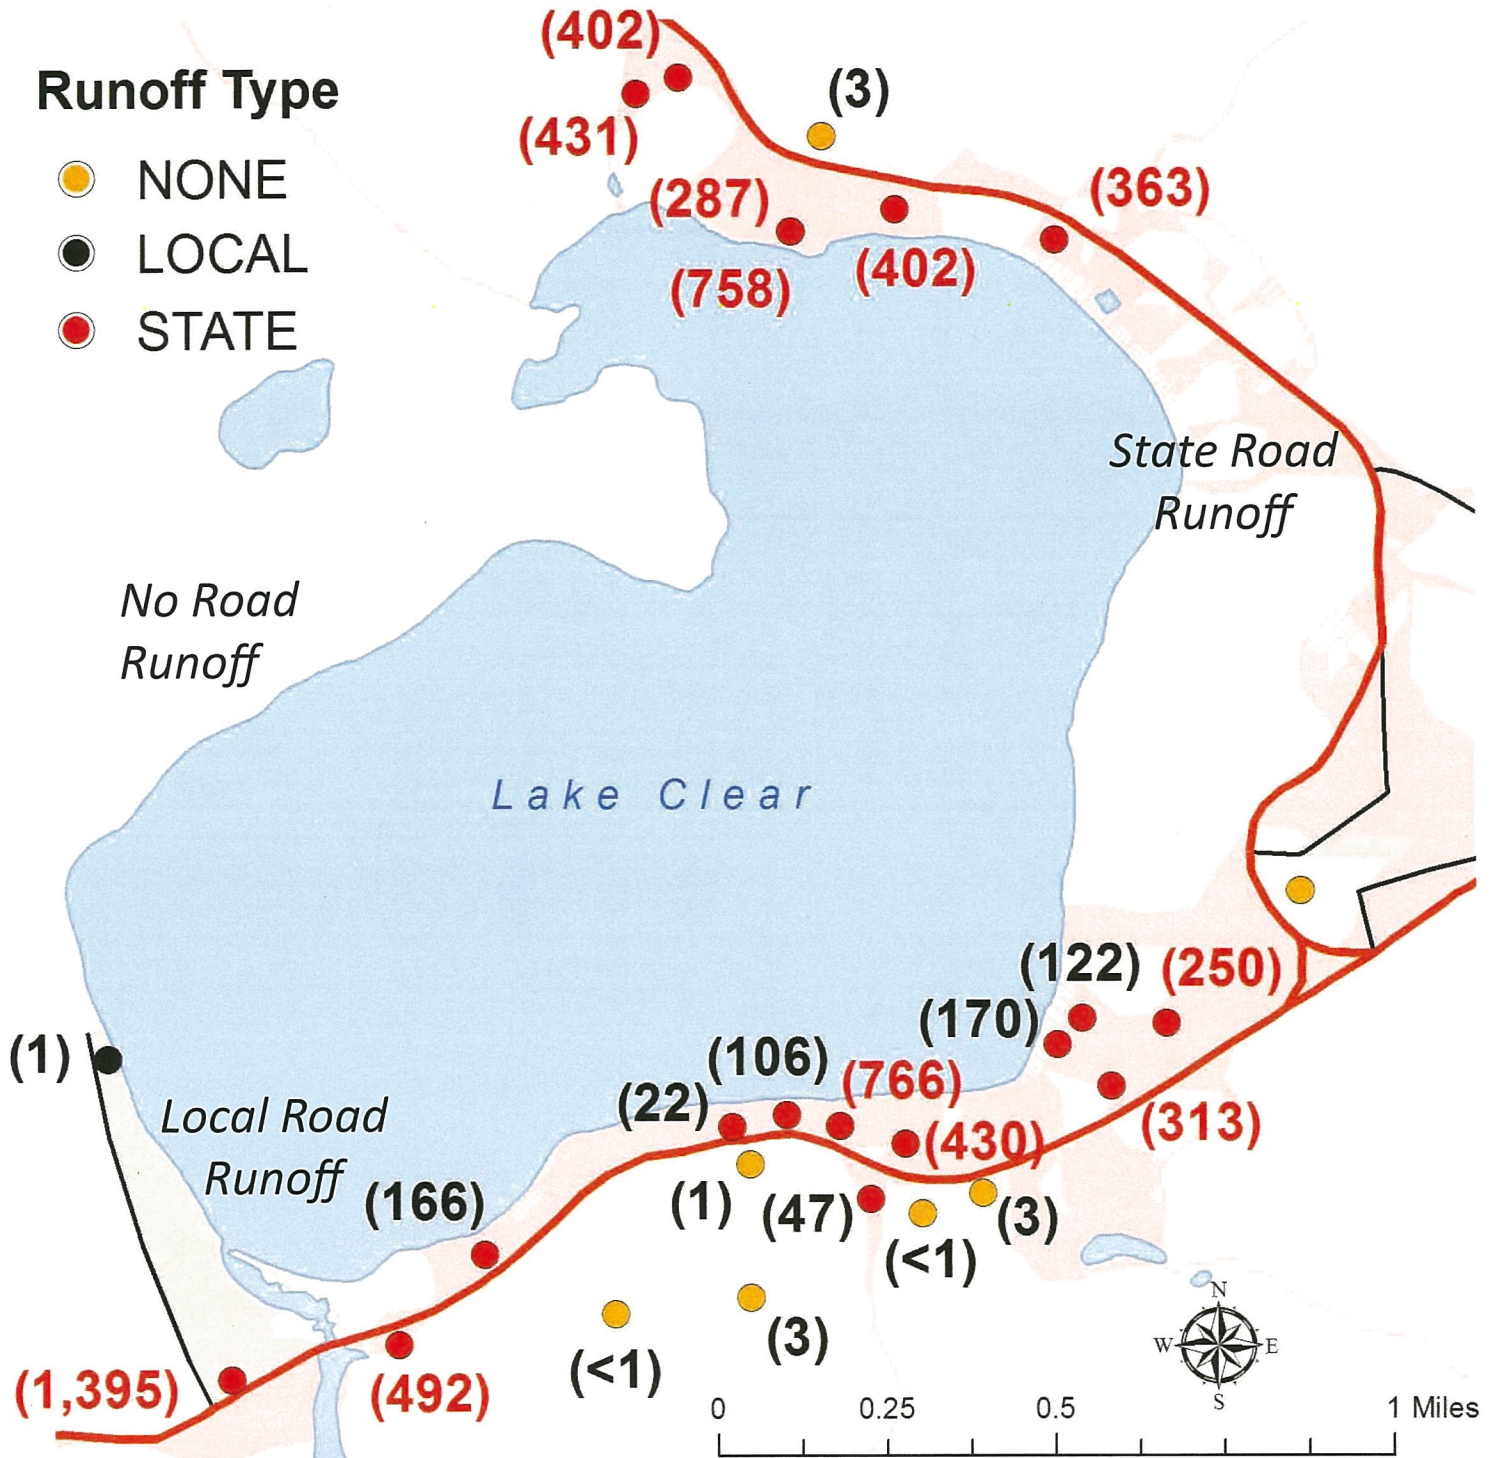 (402)
Runoff Type
(3)
(431)
NONE
(363)
(287)
LOCAL
(402)
(758)
STATE
State Road
Runoff
No Road
Runoff
Lake Clear
(122)
(250)
(170)
(1)
(106)
(766)
(22)
Local Road
Runoff
(430)
(313)
(166)
(1)
(47)
(3)
(<1)
N
W
E
S
(3)
(<1)
(1,395)
(492)
0 0.25 0.5 1 Miles